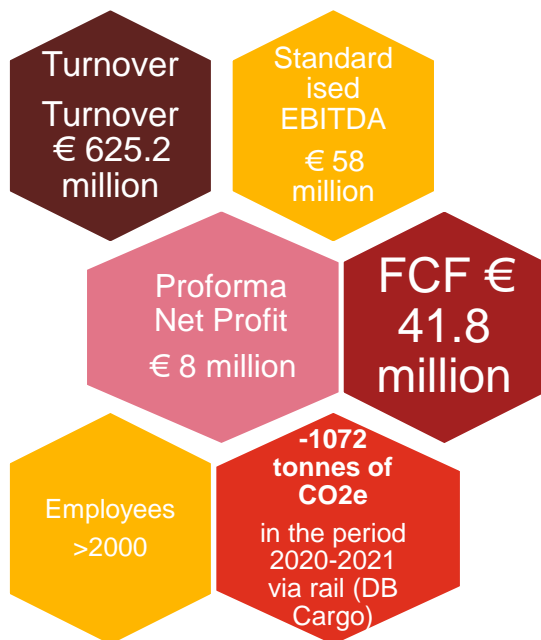 Turnover
Turnover
€ 625.2
million
Standard
ised
EBITDA
€ 58
million
Proforma
Net Profit
€ 8 million
FCF €
41.8
million
Employees
>2000
-1072
tonnes of
CO2e
in the period
2020-2021
via rail (DB
Cargo)